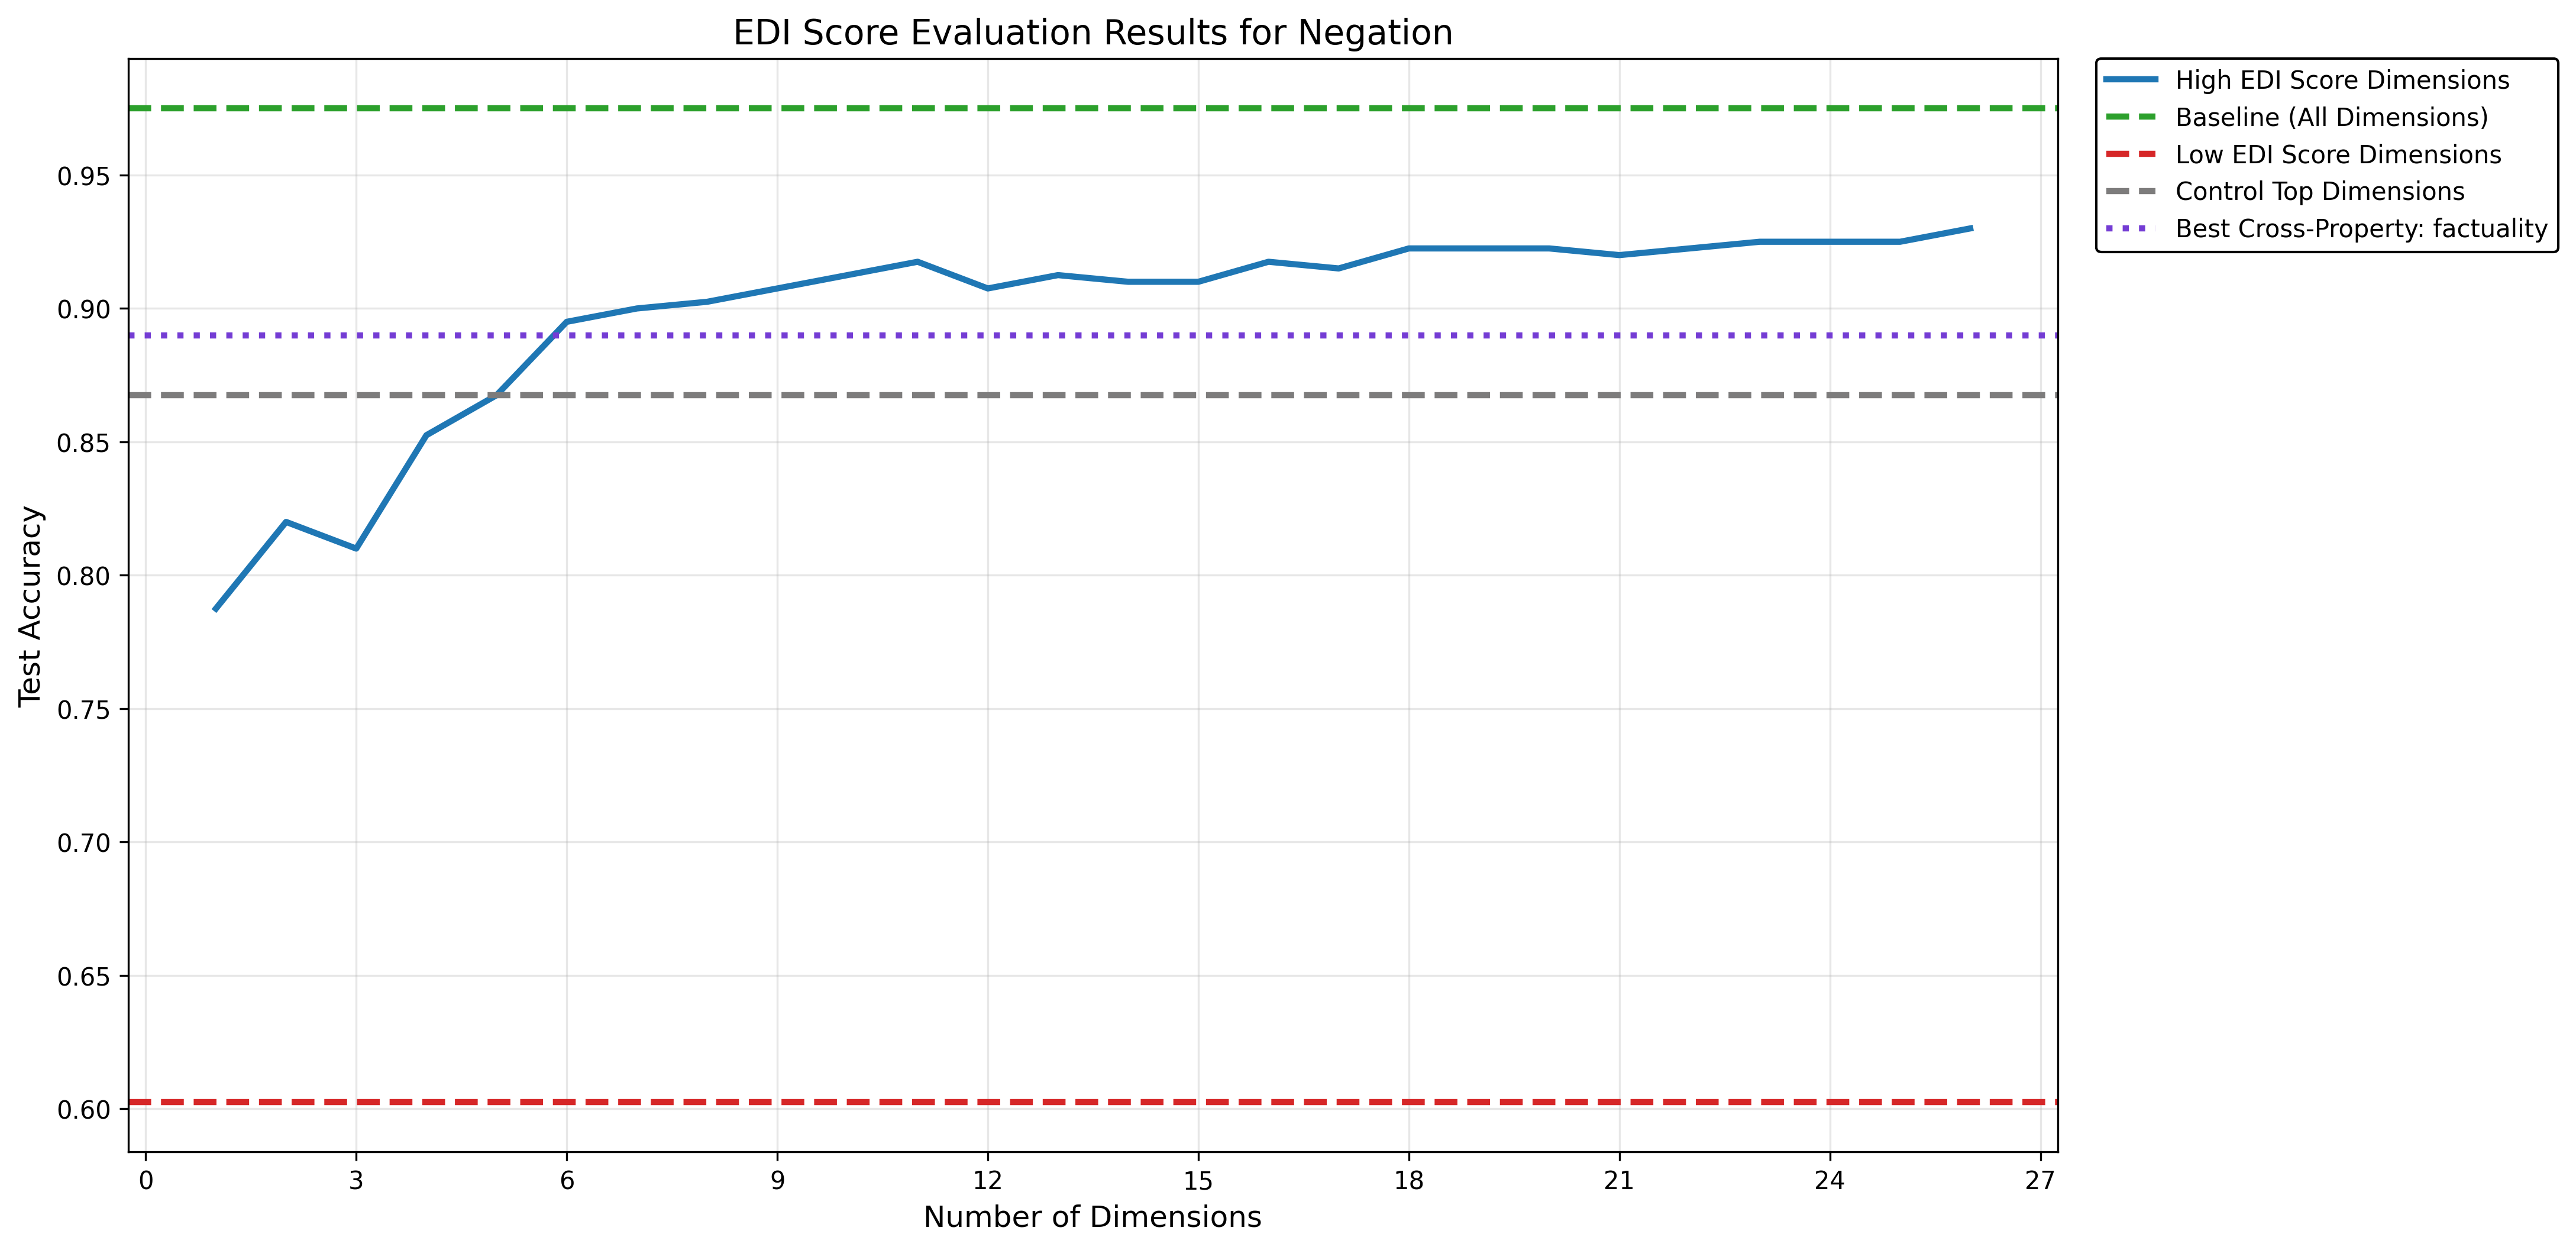 EDI Score Evaluation Results for Negation
High EDI Score Dimensions
Baseline (All Dimensions)
Low EDI Score Dimensions
Control Top Dimensions
Best Cross-Property: factuality
Test Accuracy
0.95
0.90
0.85
0.80
0.75
0.70
0.65
0.60
0 3 6 9 12 15 18 21 24 27
Number of Dimensions